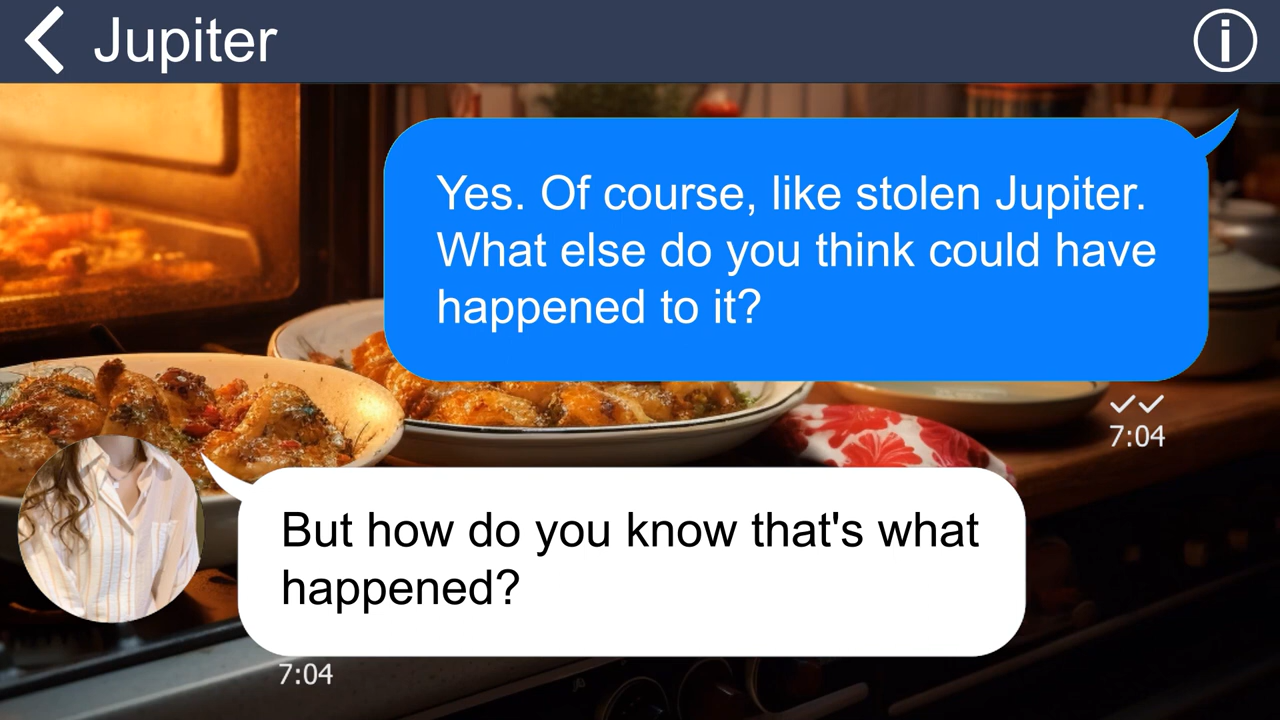 Jupiter
Yes. Of course, like stolen Jupiter.
What else do you think could have
happened to it?
7:04
But how do you know that's what
happened?
7:04